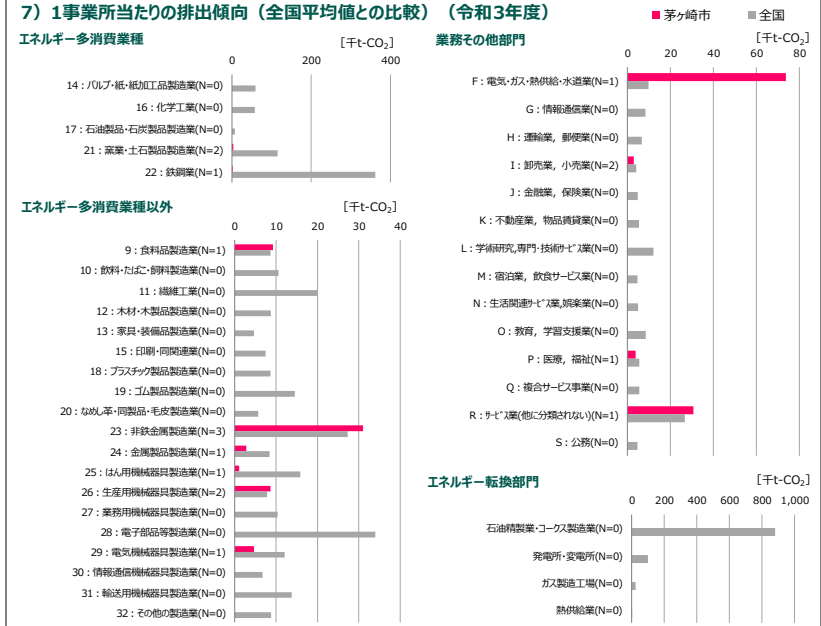 7）1事業所当たりの排出傾向（全国平均値との比較）（令和3年度）
■茅ヶ崎市 ■全国
エネルギー多消費業種
[千t-CO₂]
0 200 400
14：パルプ・紙・紙加工品製造業(N=0)
16：化学工業(N=0)
17：石油製品・石炭製品製造業(N=0)
21：窯業・土石製品製造業(N=2)
22：鉄鋼業(N=1)
エネルギー多消費業種以外
[千t-CO₂]
0 10 20 30 40
9：食料品製造業(N=1)
10：飲料・たばこ・飼料製造業(N=0)
11：繊維工業(N=0)
12：木材・木製品製造業(N=0)
13：家具・装備品製造業(N=0)
15：印刷・同関連業(N=0)
18：プラスチック製品製造業(N=0)
19：ゴム製品製造業(N=0)
20：なめし革・同製品・毛皮製造業(N=0)
23：非鉄金属製造業(N=3)
24：金属製品製造業(N=1)
25：はん用機械器具製造業(N=1)
26：生産用機械器具製造業(N=2)
27：業務用機械器具製造業(N=0)
28：電子部品等製造業(N=0)
29：電気機械器具製造業(N=1)
30：情報通信機械器具製造業(N=0)
31：輸送用機械器具製造業(N=0)
32：その他の製造業(N=0)
業務その他部門
[千t-CO₂]
0 20 40 60 80
F：電気・ガス・熱供給・水道業(N=1)
G：情報通信業(N=0)
H：運輸業，郵便業(N=0)
I：卸売業，小売業(N=2)
J：金融業，保険業(N=0)
K：不動産業，物品賃貸業(N=0)
L：学術研究,専門・技術ｻｰﾋﾞｽ業(N=0)
M：宿泊業，飲食サービス業(N=0)
N：生活関連ｻｰﾋﾞｽ業,娯楽業(N=0)
O：教育，学習支援業(N=0)
P：医療，福祉(N=1)
Q：複合サービス事業(N=0)
R：ｻｰﾋﾞｽ業(他に分類されない)(N=1)
S：公務(N=0)
エネルギー転換部門
[千t-CO₂]
0 200 400 600 800 1,000
石油精製業・コークス製造業(N=0)
発電所・変電所(N=0)
ガス製造工場(N=0)
熱供給業(N=0)